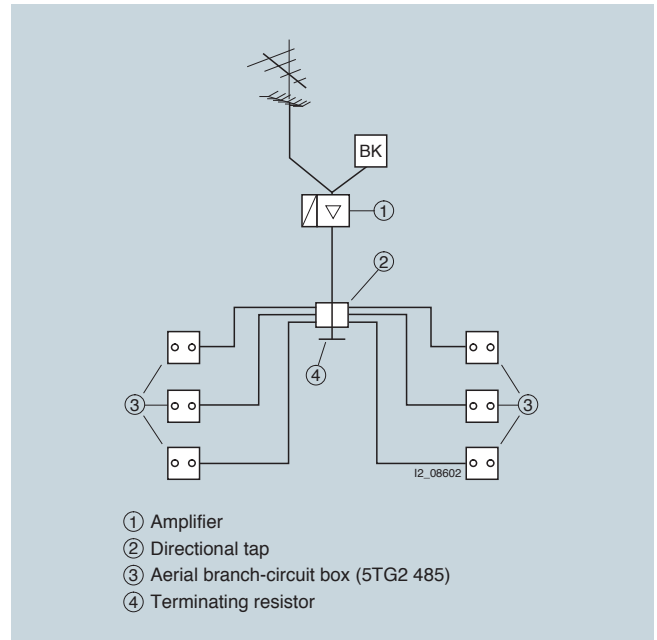 BK
①
②
④
③ ③
I2_08602
① Amplifier
② Directional tap
③ Aerial branch-circuit box (5TG2 485)
④ Terminating resistor